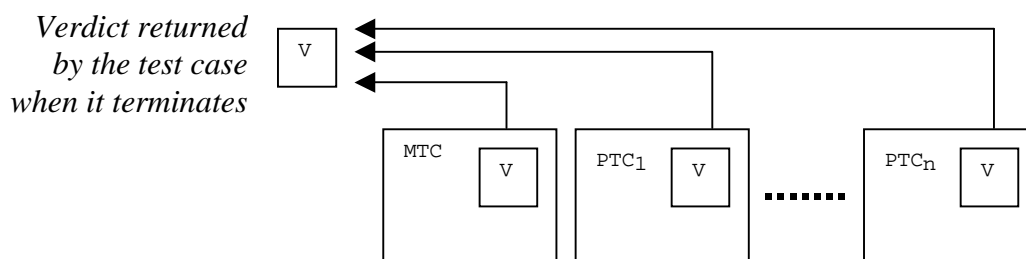 Verdict returned
by the test case
when it terminates
V
MTC
V
PTC1
V
PTCn
V